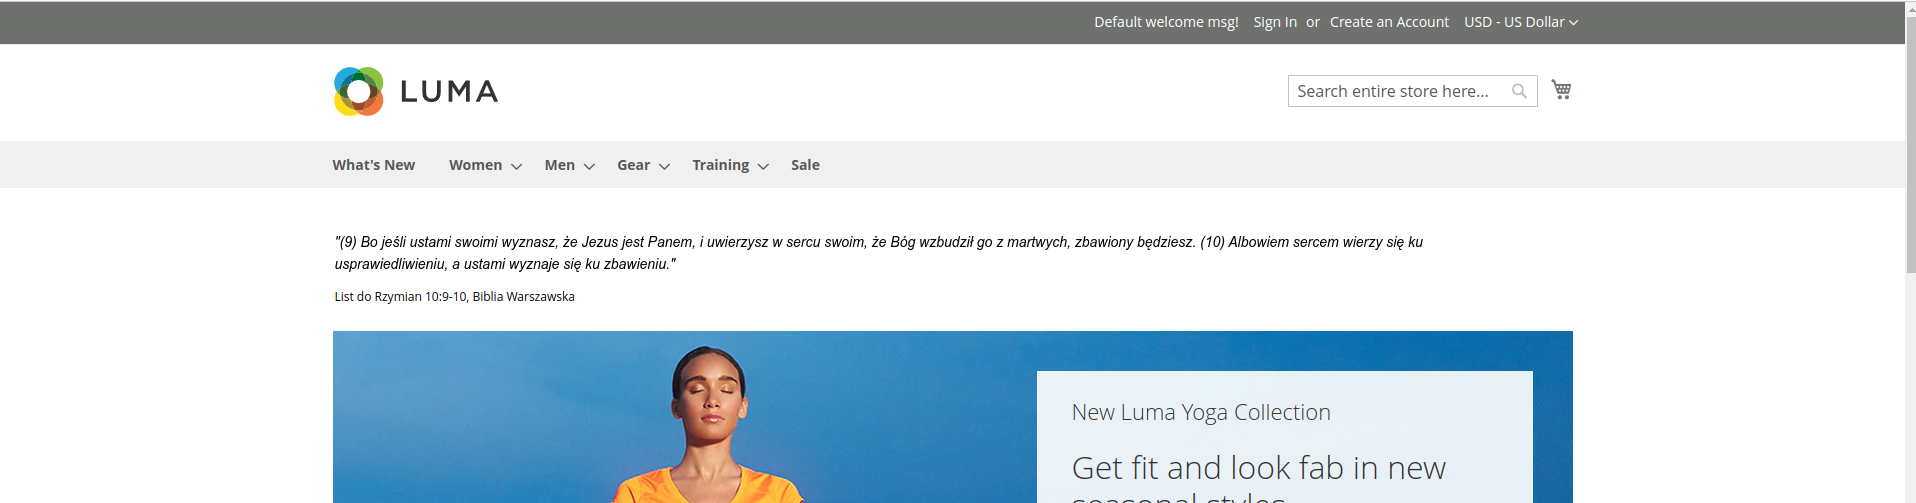 Default welcome msg! Sign In or Create an Account USD - US Dollar
LUMA
Search entire store here...
What's New Women Men Gear Training Sale
"(9) Bo jeśli ustami swoimi wyznasz, że Jezus jest Panem, i uwierzysz w sercu swoim, że Bóg wzbudził go z martwych, zbawiony będziesz. (10) Albowiem sercem wierzy się ku
usprawiedliwieniu, a ustami wyznaje się ku zbawieniu."
List do Rzymian 10:9-10, Biblia Warszawska
New Luma Yoga Collection
Get fit and look fab in new
seasonal styles